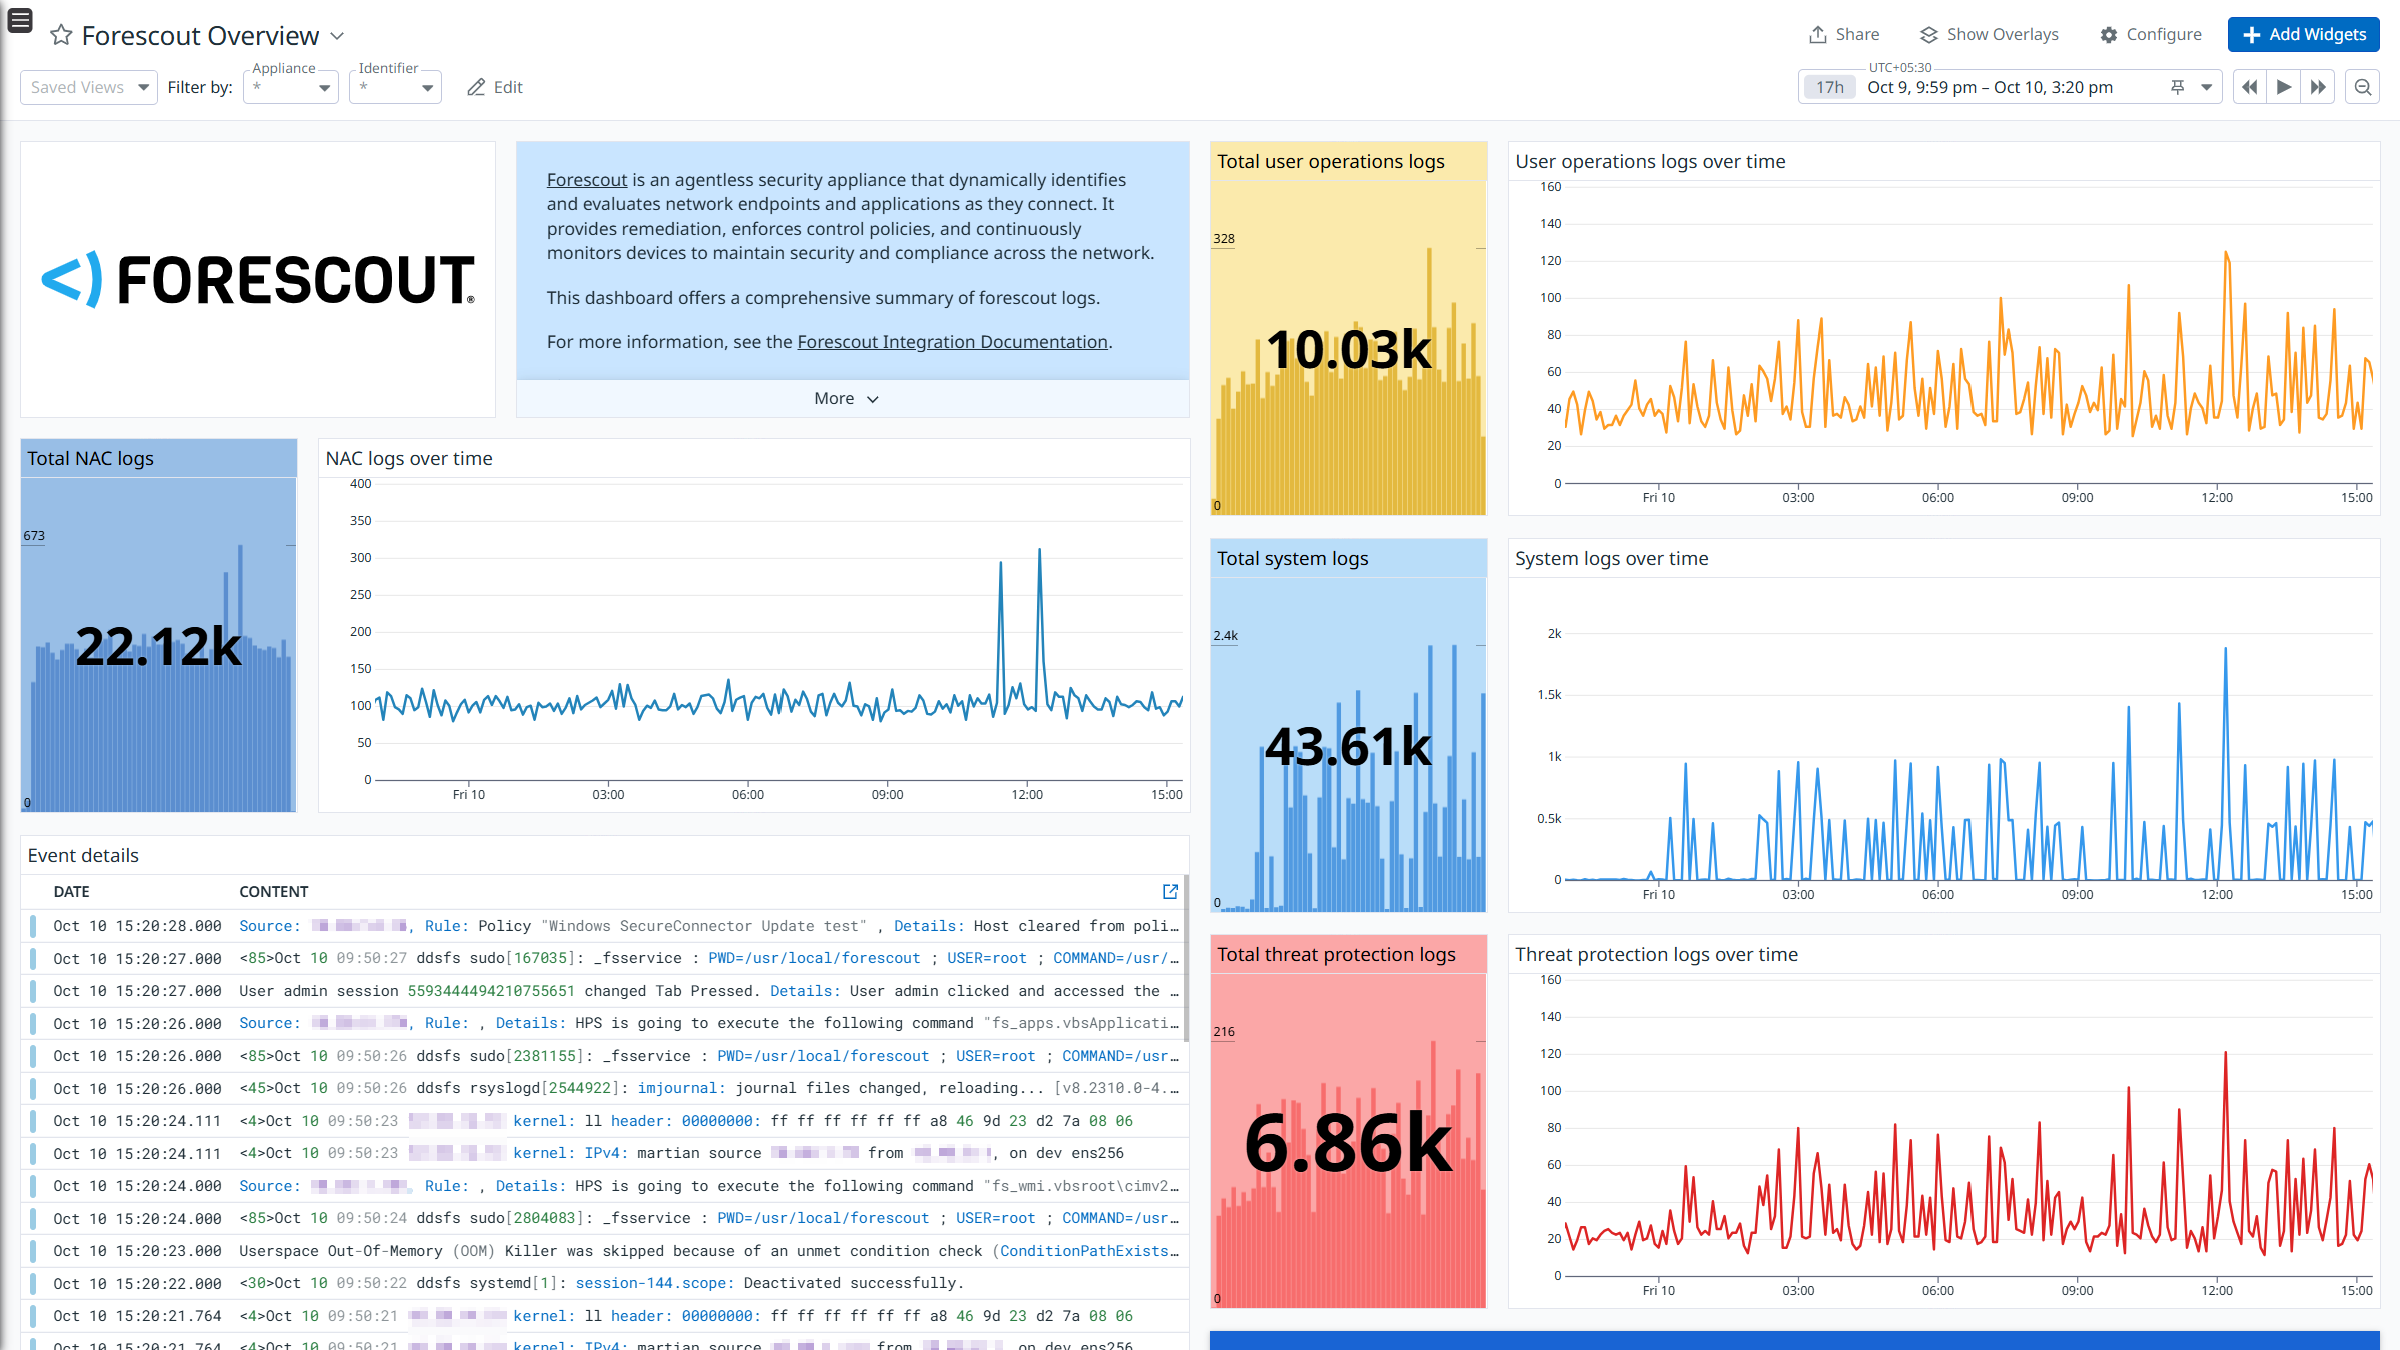 Forescout Overview
Share
Show Overlays
Configure
Add Widgets
Saved Views
Filter by:
Appliance
*
Identifier
*
Edit
UTC+05:30
17h
Oct 9, 9:59 pm – Oct 10, 3:20 pm
<)FORESCOUT®
Forescout is an agentless security appliance that dynamically identifies
and evaluates network endpoints and applications as they connect. It
provides remediation, enforces control policies, and continuously
monitors devices to maintain security and compliance across the network.
This dashboard offers a comprehensive summary of forescout logs.
For more information, see the Forescout Integration Documentation.
More
Total user operations logs
328
10.03k
0
User operations logs over time
160
140
120
100
80
60
40
20
0
Fri 10 03:00 06:00 09:00 12:00 15:00
Total NAC logs
673
22.12k
0
NAC logs over time
400
350
300
250
200
150
100
50
0
Fri 10 03:00 06:00 09:00 12:00 15:00
Total system logs
2.4k
43.61k
0
System logs over time
2k
1.5k
1k
0.5k
0
Fri 10 03:00 06:00 09:00 12:00 15:00
Total threat protection logs
216
6.86k
0
Threat protection logs over time
160
140
120
100
80
60
40
20
0
Fri 10 03:00 06:00 09:00 12:00 15:00
Event details
DATE CONTENT
Oct 10 15:20:28.000 Source: , Rule: Policy "Windows SecureConnector Update test" , Details: Host cleared from poli…
Oct 10 15:20:27.000 <85>Oct 10 09:50:27 ddsfs sudo[167035]: _fsservice : PWD=/usr/local/forescout ; USER=root ; COMMAND=/usr/…
Oct 10 15:20:27.000 User admin session 5593444494210755651 changed Tab Pressed. Details: User admin clicked and accessed the …
Oct 10 15:20:26.000 Source: , Rule: , Details: HPS is going to execute the following command "fs_apps.vbsApplicati…
Oct 10 15:20:26.000 <85>Oct 10 09:50:26 ddsfs sudo[2381155]: _fsservice : PWD=/usr/local/forescout ; USER=root ; COMMAND=/usr…
Oct 10 15:20:26.000 <45>Oct 10 09:50:26 ddsfs rsyslogd[2544922]: imjournal: journal files changed, reloading... [v8.2310.0-4.…
Oct 10 15:20:24.111 <4>Oct 10 09:50:23 kernel: ll header: 00000000: ff ff ff ff ff ff a8 46 9d 23 d2 7a 08 06
Oct 10 15:20:24.111 <4>Oct 10 09:50:23 kernel: IPv4: martian source from , on dev ens256
Oct 10 15:20:24.000 Source: , Rule: , Details: HPS is going to execute the following command "fs_wmi.vbsroot\cimv2…
Oct 10 15:20:24.000 <85>Oct 10 09:50:24 ddsfs sudo[2804083]: _fsservice : PWD=/usr/local/forescout ; USER=root ; COMMAND=/usr…
Oct 10 15:20:23.000 Userspace Out-Of-Memory (OOM) Killer was skipped because of an unmet condition check (ConditionPathExists…
Oct 10 15:20:22.000 <30>Oct 10 09:50:22 ddsfs systemd[1]: session-144.scope: Deactivated successfully.
Oct 10 15:20:21.764 <4>Oct 10 09:50:21 kernel: ll header: 00000000: ff ff ff ff ff ff a8 46 9d 23 d2 7a 08 06
Oct 10 15:20:21.764 <4>Oct 10 09:50:21 kernel: IPv4: martian source from , on dev ens256